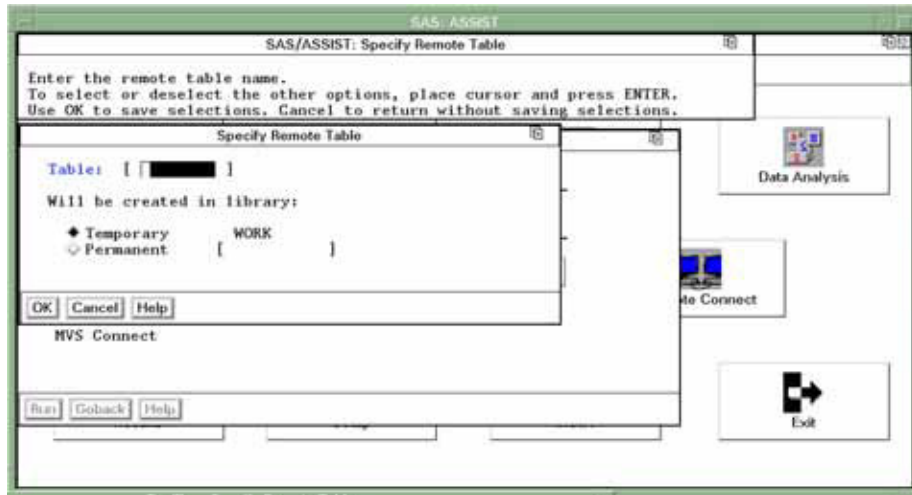 SAS: ASSIST
SAS/ASSIST: Specify Remote Table
Enter the remote table name.
To select or deselect the other options, place cursor and press ENTER.
Use OK to save selections. Cancel to return without saving selections.
Specify Remote Table
Table: [ ]
Will be created in library:
Temporary WORK
Permanent [ ]
OK Cancel Help
MVS Connect
Run Goback Help
Data Analysis
Connect
Exit